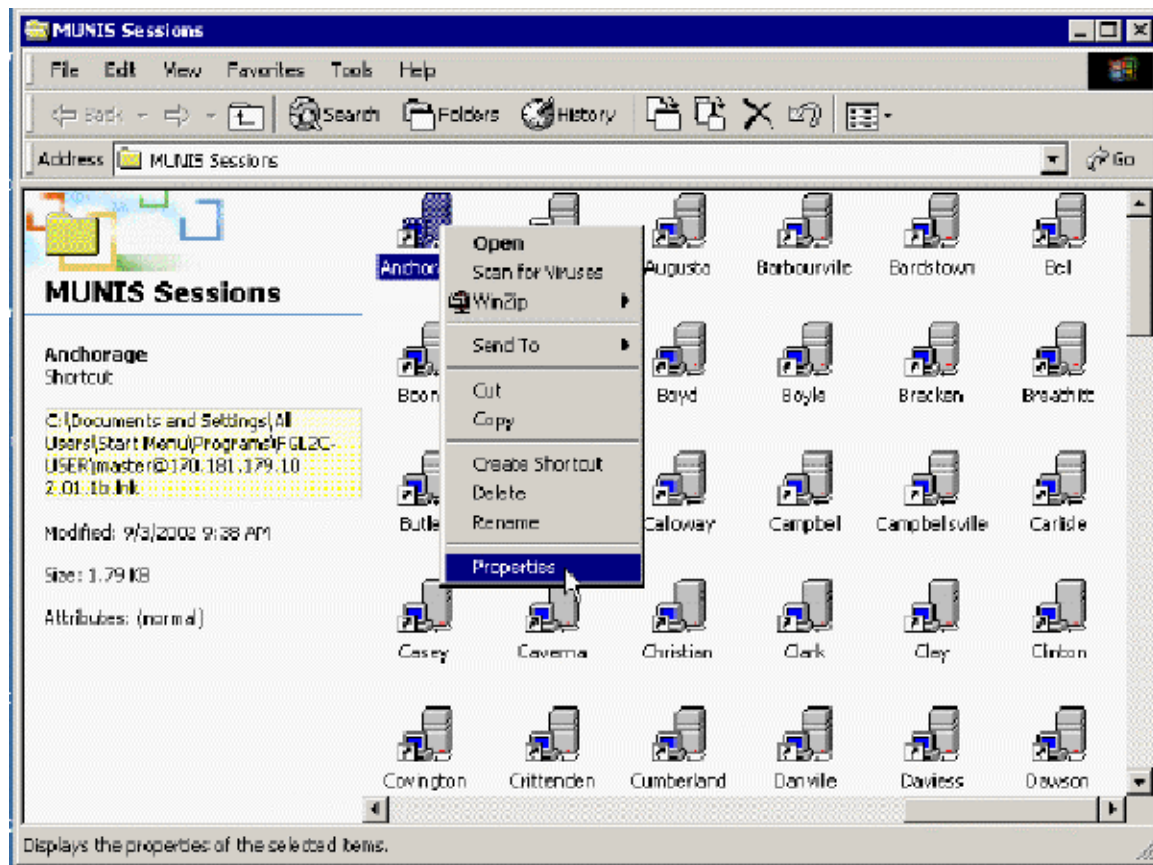 MUNIS Sessions
File Edit View Favorites Tools Help
Back Search Folders History
Address MUNIS Sessions Go
MUNIS Sessions
Anchorage
Shortcut
C:\Documents and Settings\All
Users\Start Menu\Programs\FGL2C-
USER\master@170.181.179.10
2.01.1b.lnk
Modified: 9/3/2002 9:38 AM
Size: 1.79 KB
Attributes: (normal)
Anchor
Augusta Barbourville Bardstown Bell
Boon
Boyd Boyle Bracken Breathitt
Butle
Calloway Campbel Campbellsville Carlisle
Casey Caverna Christian Clark Clay Clinton
Covington Crittenden Cumberland Danville Daviess Dawson
Open
Scan for Viruses
WinZip
Send To
Cut
Copy
Create Shortcut
Delete
Rename
Properties
Displays the properties of the selected items.